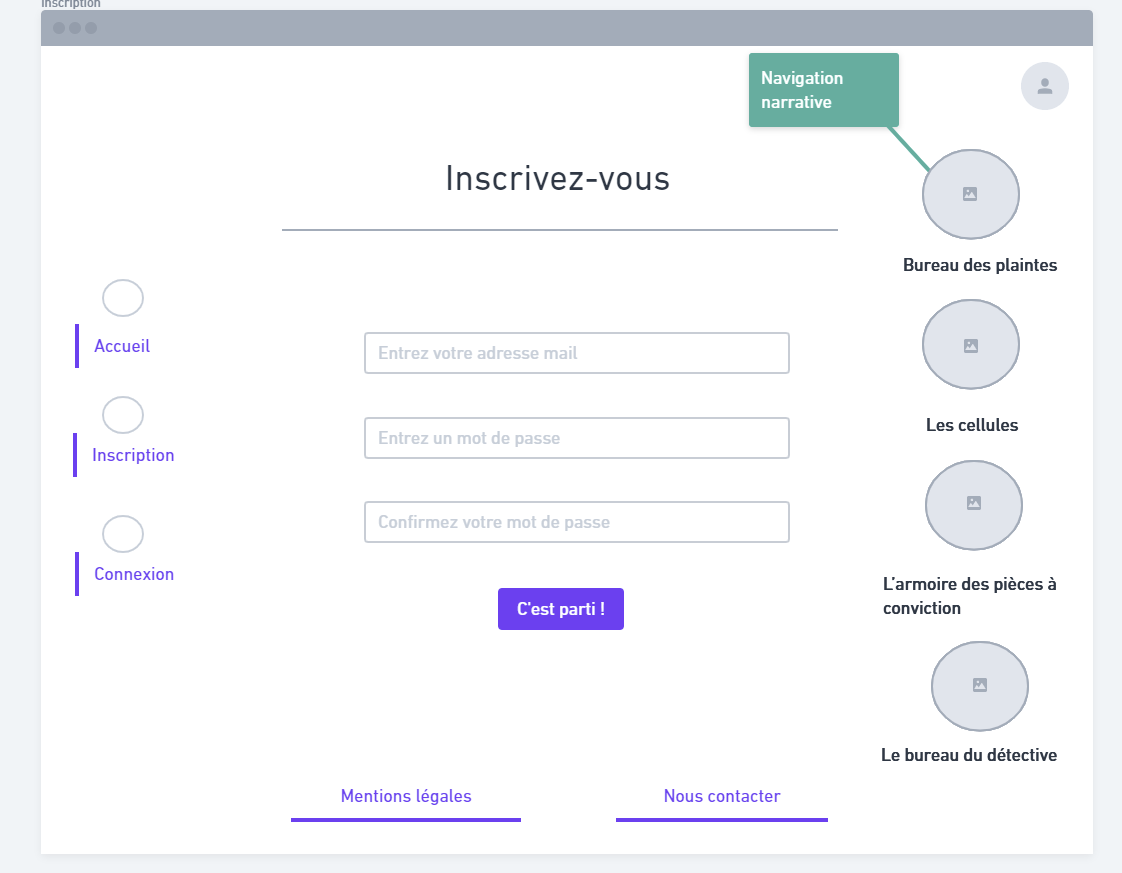 Inscription
Navigation
narrative
Inscrivez-vous
Bureau des plaintes
Accueil
Entrez votre adresse mail
Les cellules
Entrez un mot de passe
Inscription
Confirmez votre mot de passe
Connexion
L'armoire des pièces à
conviction
C'est parti !
Le bureau du détective
Mentions légales
Nous contacter